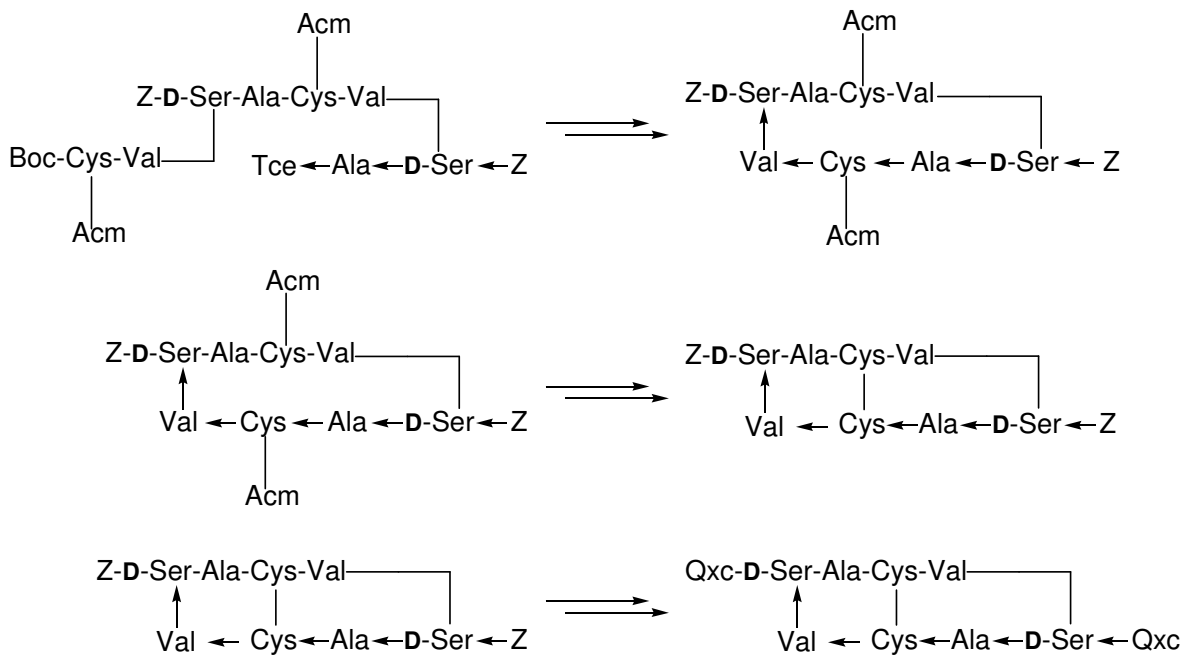 Acm
Acm
Z-D-Ser-Ala-Cys-Val
Z-D-Ser-Ala-Cys-Val
Boc-Cys-Val
Tce Ala D-Ser Z
Val Cys Ala D-Ser Z
Acm
Acm
Acm
Z-D-Ser-Ala-Cys-Val
Z-D-Ser-Ala-Cys-Val
Val Cys Ala D-Ser Z
Val Cys Ala D-Ser Z
Acm
Z-D-Ser-Ala-Cys-Val
Qxc-D-Ser-Ala-Cys-Val
Val Cys Ala D-Ser Z
Val Cys Ala D-Ser Qxc